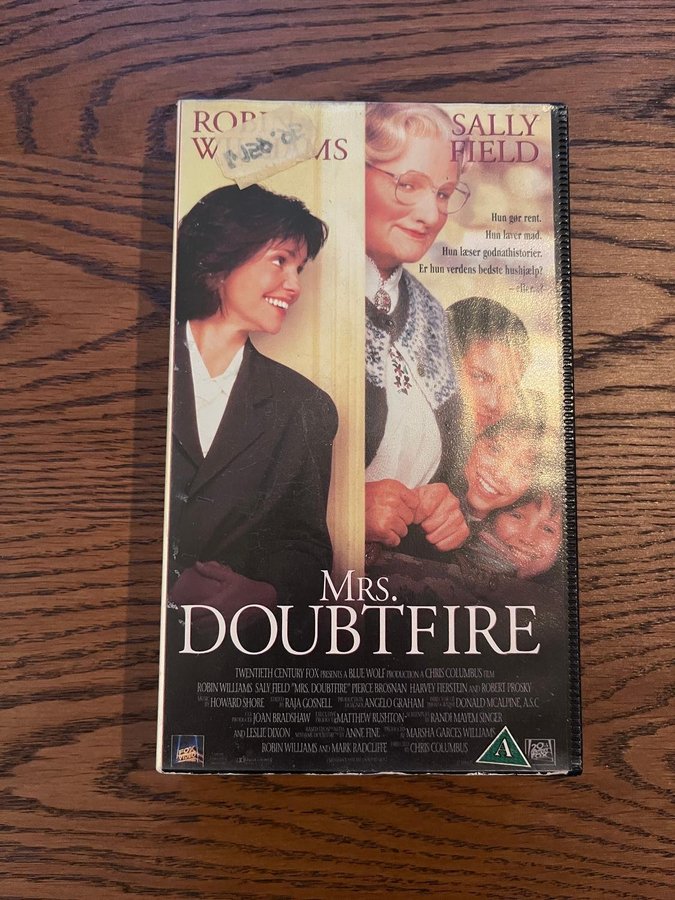 ROBIN WILLIAMS
SALLY FIELD
Hun gør rent.
Hun laver mad.
Hun læser godnathistorier.
Er hun verdens bedste hushjælp?
MRS.
DOUBTFIRE
TWENTIETH CENTURY FOX PRESENTS A BLUE WOLF PRODUCTION A CHRIS COLUMBUS FILM
ROBIN WILLIAMS SALLY FIELD "MRS. DOUBTFIRE" PIERCE BROSNAN HARVEY FIERSTEIN AND ROBERT PROSKY
HOWARD SHORE RAJA GOSNELL ANGELO GRAHAM DONALD MCALPINE, A.S.C.
JOAN BRADSHAW MATTHEW RUSHTON RANDI MAYEM SINGER
AND LESLIE DIXON ANNE FINE MARSHA GARCES WILLIAMS
ROBIN WILLIAMS AND MARK RADCLIFFE CHRIS COLUMBUS
FOX VIDEO
A